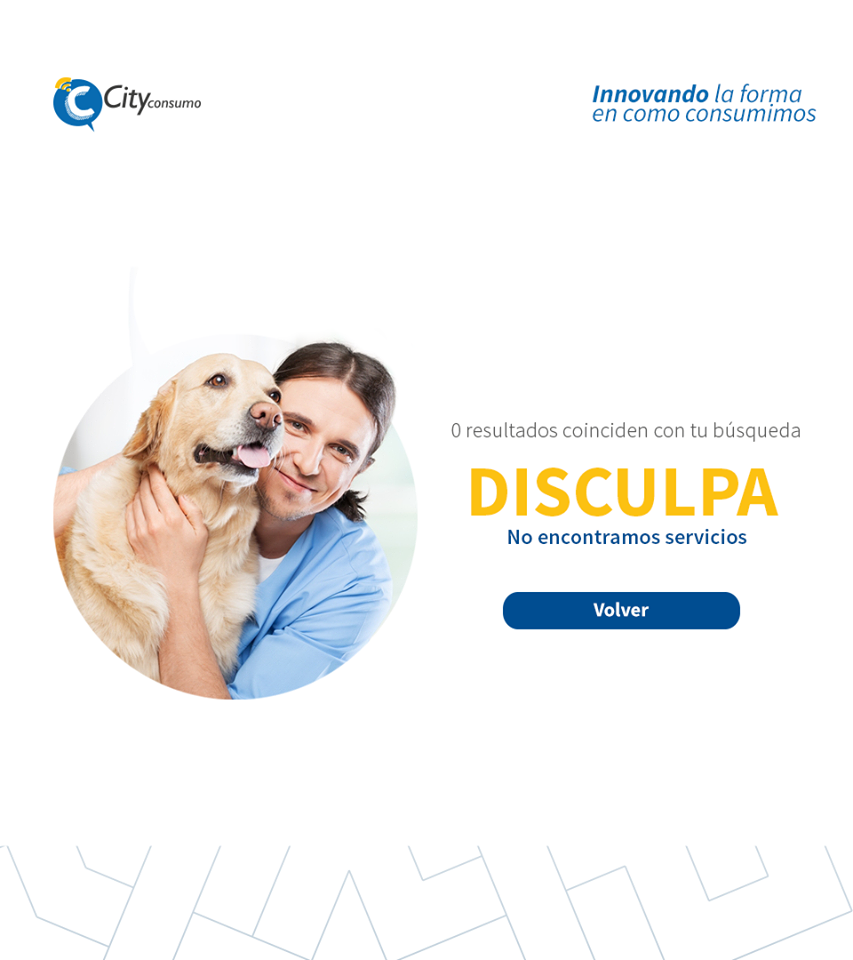 City consumo
Innovando la forma
en como consumimos
0 resultados coinciden con tu búsqueda
DISCULPA
No encontramos servicios
Volver